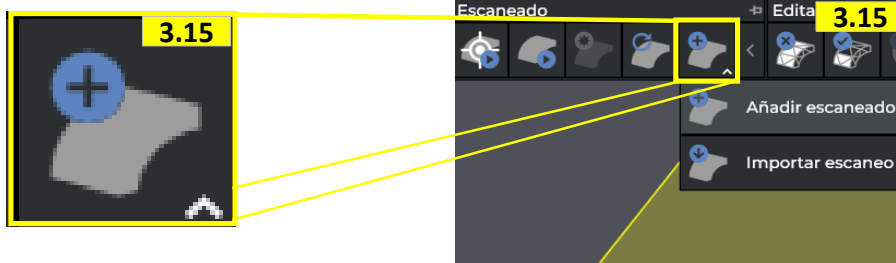 3.15
Escaneado
Edita
3.15
Añadir escaneado
Importar escaneo